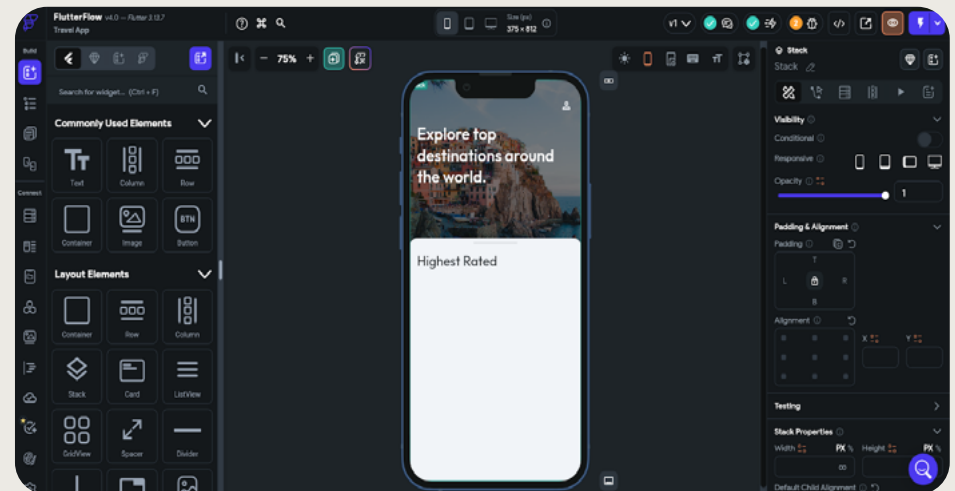 FlutterFlow v4.0 -- Flutter 3.13.7
Travel App
Size (px)
375 × 812
v1
Build
75%
Stack
Stack
Search for widget... (Ctrl + F)
Commonly Used Elements
Text
Column
Row
BTN
Container
Image
Button
Connect
Layout Elements
Container
Row
Column
Stack
Card
ListView
GridView
Spacer
Divider
Explore top
destinations around
the world.
Highest Rated
Visibility
Conditional
Responsive
Opacity
1
Padding & Alignment
Padding
T
L
R
B
Alignment
X
Y
Testing
Stack Properties
Width
PX %
Height
PX %
∞
Default Child Alignment